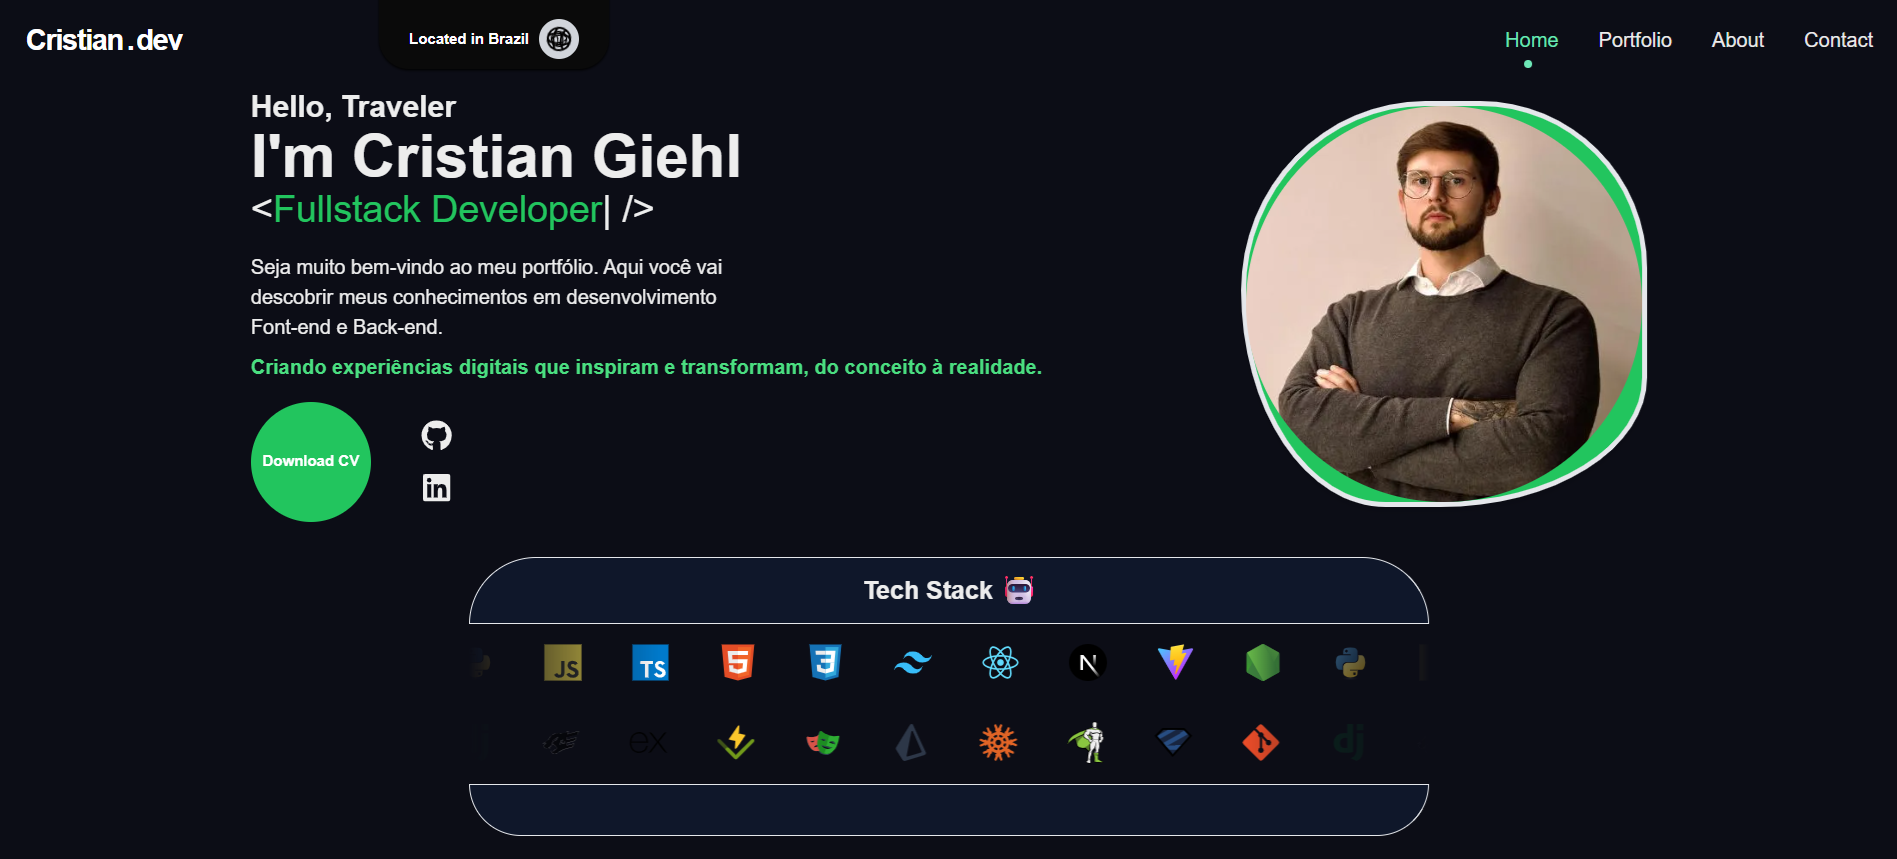 Cristian.dev
Located in Brazil
Home
Portfolio
About
Contact
Hello, Traveler
I'm Cristian Giehl
<Fullstack Developer| />
Seja muito bem-vindo ao meu portfólio. Aqui você vai
descobrir meus conhecimentos em desenvolvimento
Font-end e Back-end.
Criando experiências digitais que inspiram e transformam, do conceito à realidade.
Download CV
in
Tech Stack
JS
TS
5
3
N
ex
dj